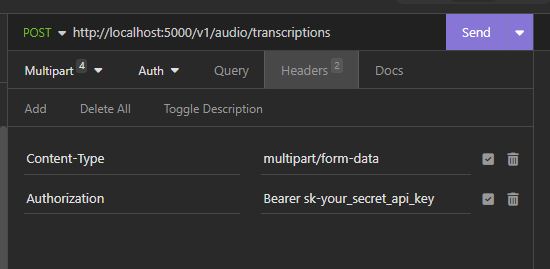 POST http://localhost:5000/v1/audio/transcriptions Send
Multipart 4 Auth Query Headers 2 Docs
Add Delete All Toggle Description
Content-Type multipart/form-data
Authorization Bearer sk-your_secret_api_key